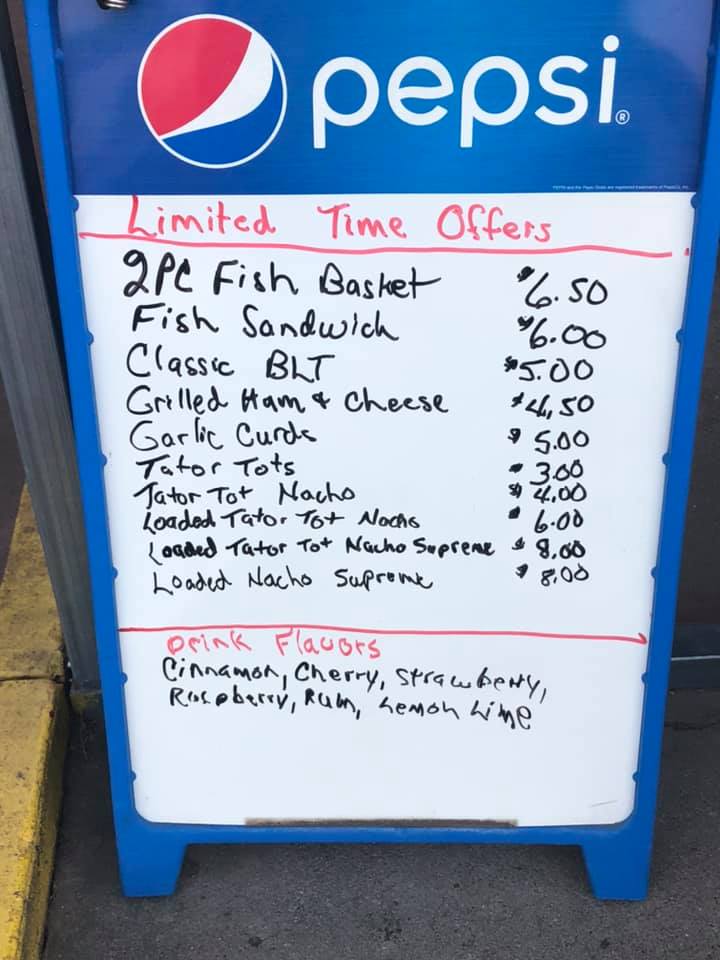 pepsi®
Limited Time Offers
2PC Fish Basket $6.50
Fish Sandwich $6.00
Classic BLT $5.00
Grilled Ham & Cheese $4.50
Garlic Curds $5.00
Tator Tots $3.00
Tator Tot Nacho $4.00
Loaded Tator Tot Nacho $6.00
Loaded Tator Tot Nacho Supreme $8.00
Loaded Nacho Supreme $8.00
Drink Flavors
Cinnamon, Cherry, Strawberry,
Raspberry, Rum, Lemon Lime